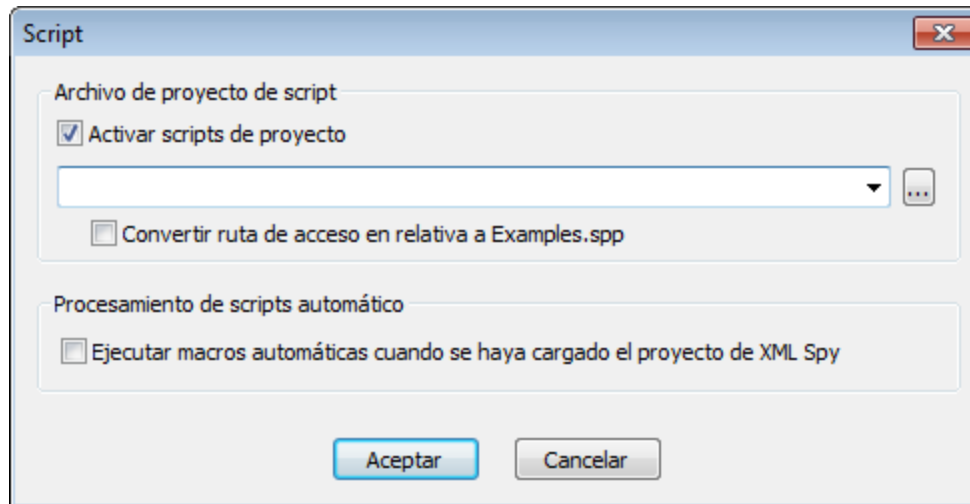 Script
Archivo de proyecto de script
Activar scripts de proyecto
...
Convertir ruta de acceso en relativa a Examples.spp
Procesamiento de scripts automático
Ejecutar macros automáticas cuando se haya cargado el proyecto de XML Spy
Aceptar
Cancelar